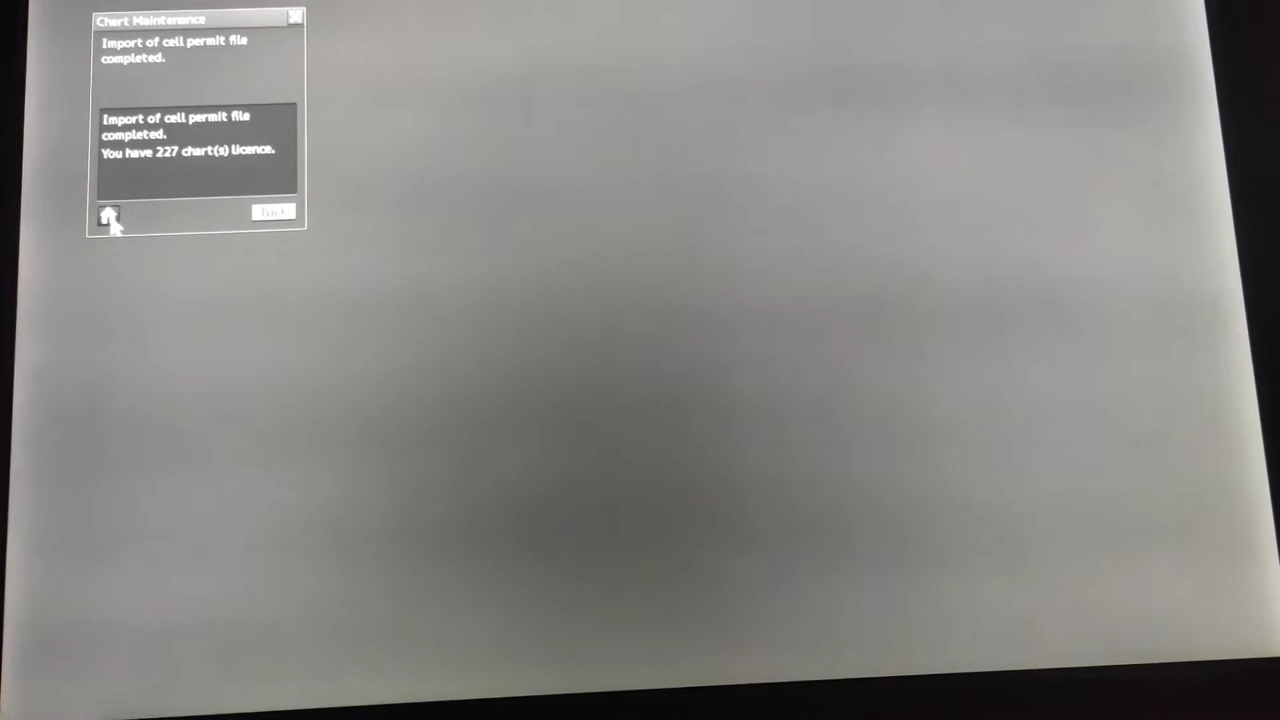 Chart Maintenance
Import of cell permit file
completed.
Import of cell permit file
completed.
You have 227 chart(s) licence.
Back